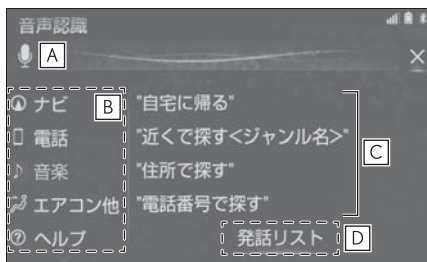 音声認識
A
ナビ B "自宅に帰る"
電話 "近くで探す<ジャンル名>"
C
音楽 "住所で探す"
エアコン他 "電話番号で探す"
ヘルプ 発話リスト D